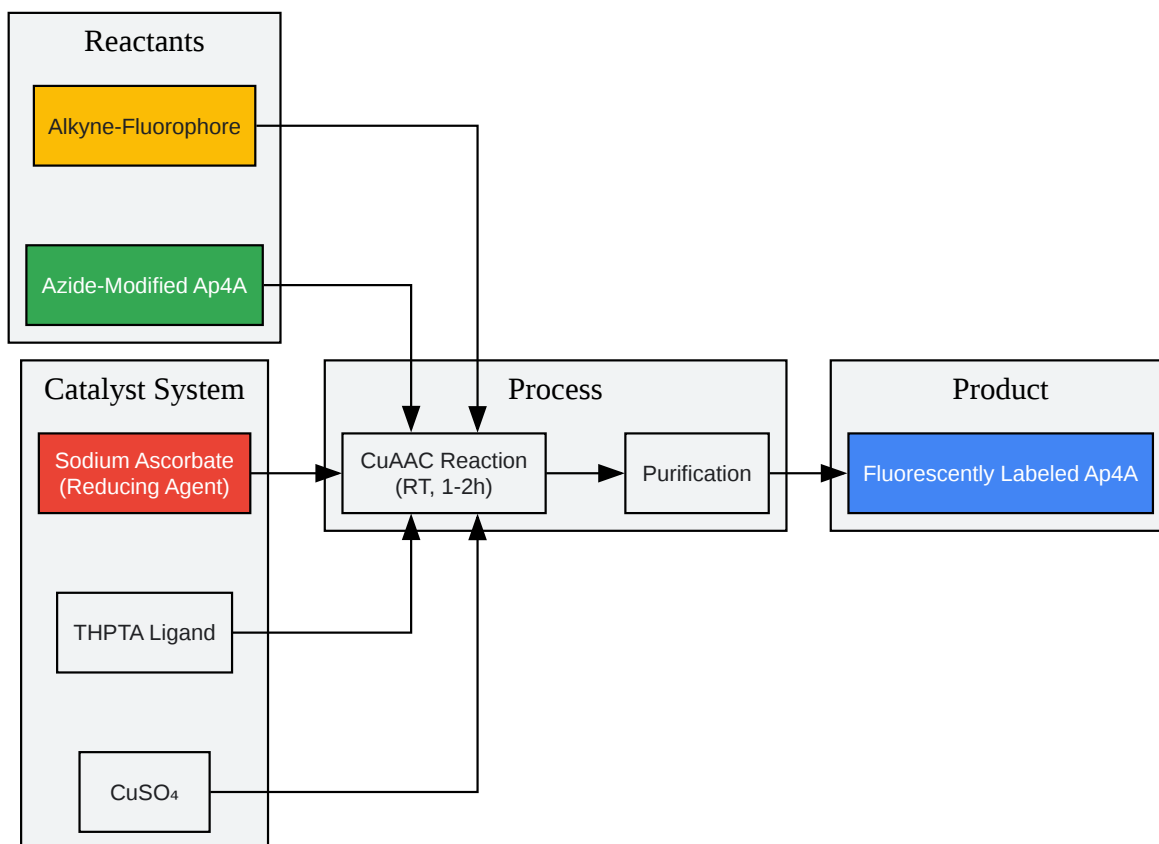 Reactants
Alkyne-Fluorophore
Azide-Modified Ap4A
Catalyst System
Sodium Ascorbate
(Reducing Agent)
THPTA Ligand
CuSO₄
Process
CuAAC Reaction
(RT, 1-2h)
Purification
Product
Fluorescently Labeled Ap4A